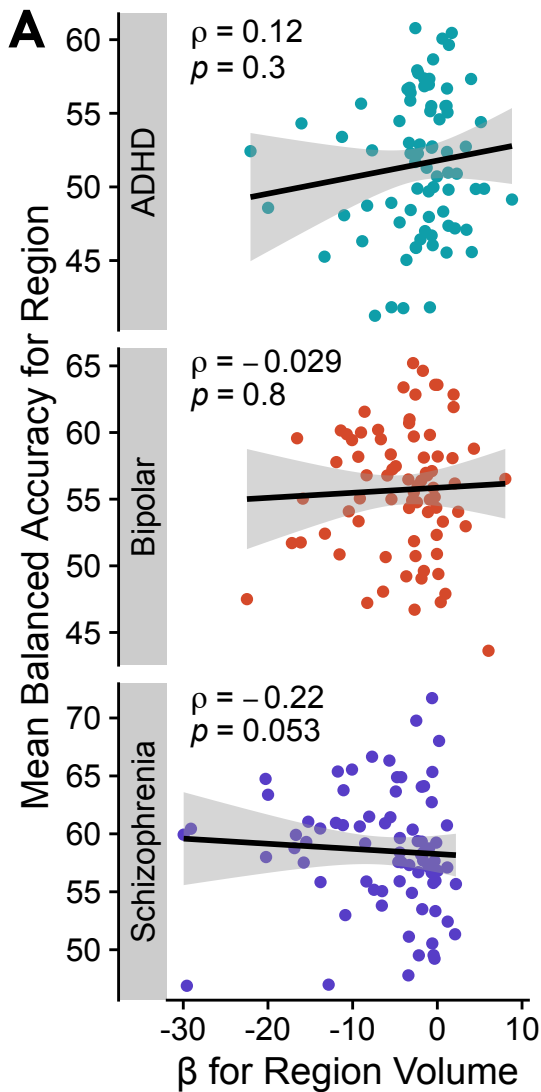 A
Mean Balanced Accuracy for Region
ADHD
ρ = 0.12
p = 0.3
60
55
50
45
Bipolar
ρ = −0.029
p = 0.8
65
60
55
50
45
Schizophrenia
ρ = −0.22
p = 0.053
70
65
60
55
50
-30 -20 -10 0 10
β for Region Volume